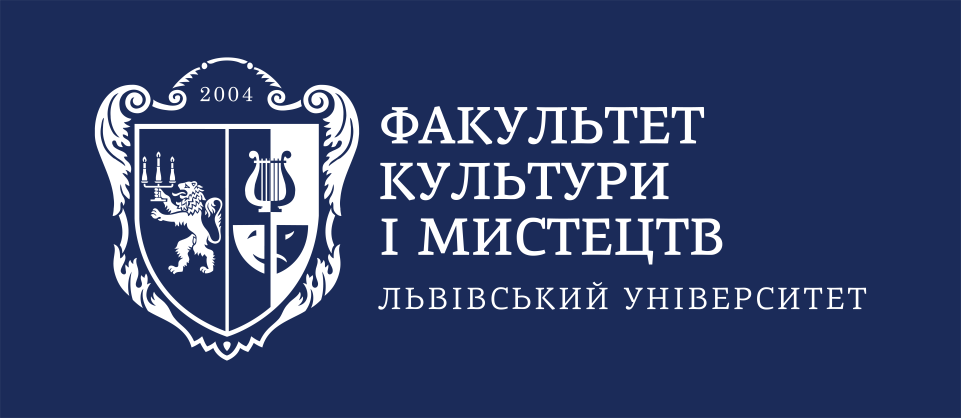 2004
ФАКУЛЬТЕТ
КУЛЬТУРИ
І МИСТЕЦТВ
ЛЬВІВСЬКИЙ УНІВЕРСИТЕТ